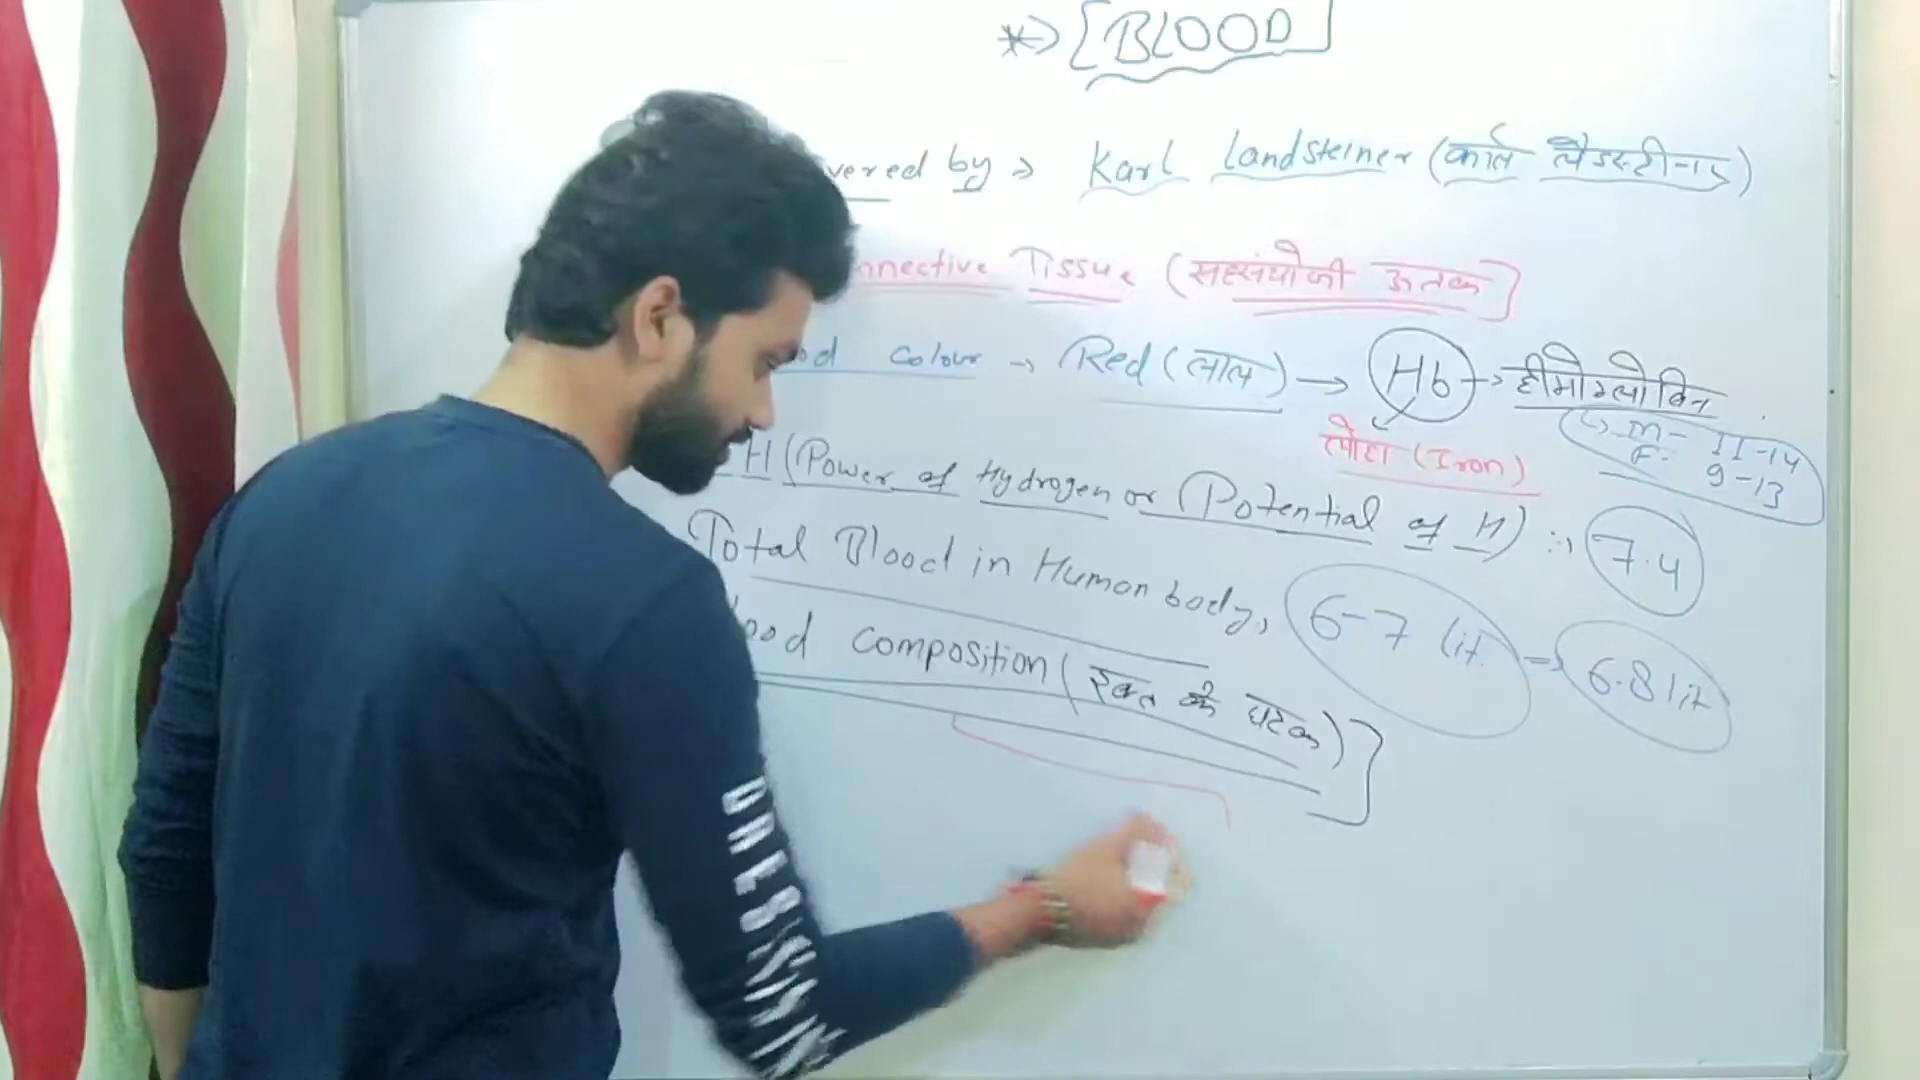 *→ [BLOOD]
vered by → Karl Landsteiner (कार्ल लैंडस्टीनर)
nnective Tissue (सहसंयोजी ऊतक]
od colour → Red (लाल) → Hb → हीमोग्लोबिन
लोहा (Iron)
M- 11-14
F- 9-13
H (Power of Hydrogen or Potential of H) :→ 7.4
Total Blood in Human body, 6-7 lit. ⇒ 6.8 lit
ood composition (रक्त के घटक)]